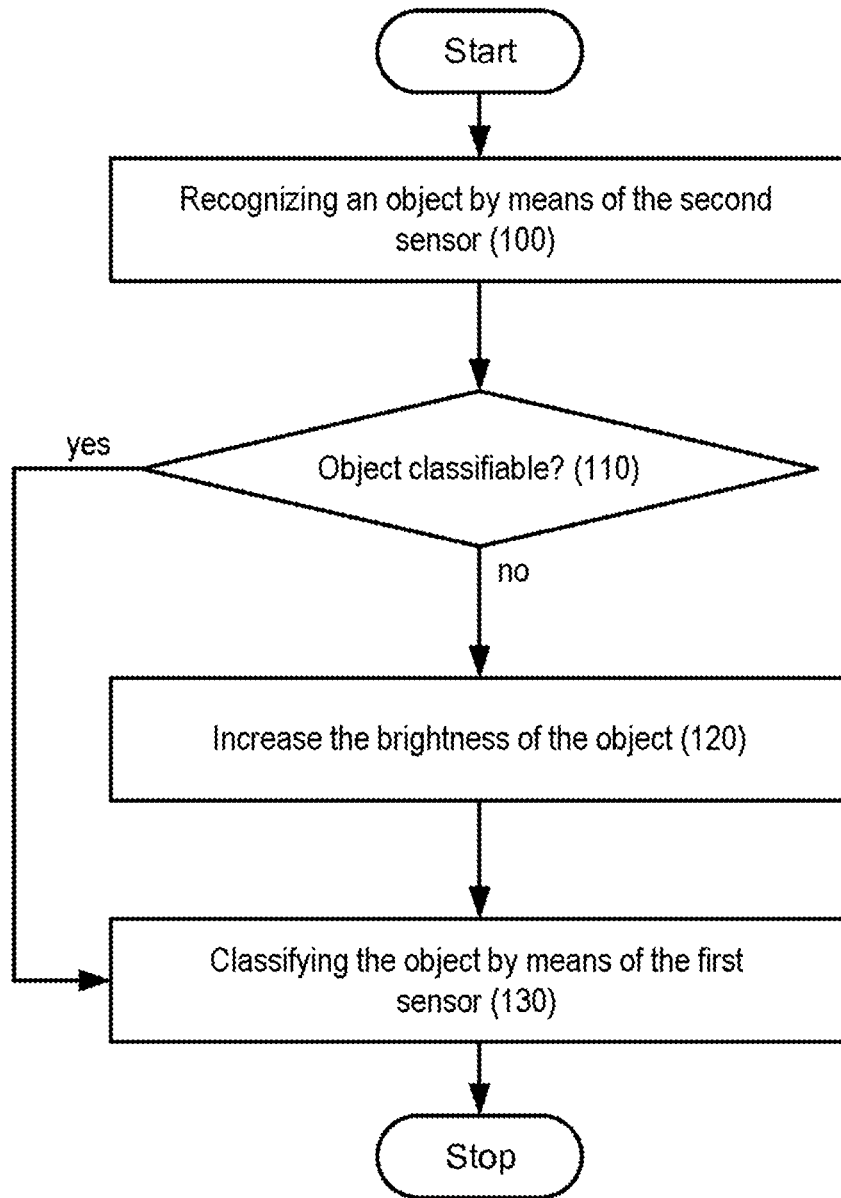 Start
Recognizing an object by means of the second
sensor (100)
yes
Object classifiable? (110)
no
Increase the brightness of the object (120)
Classifying the object by means of the first
sensor (130)
Stop